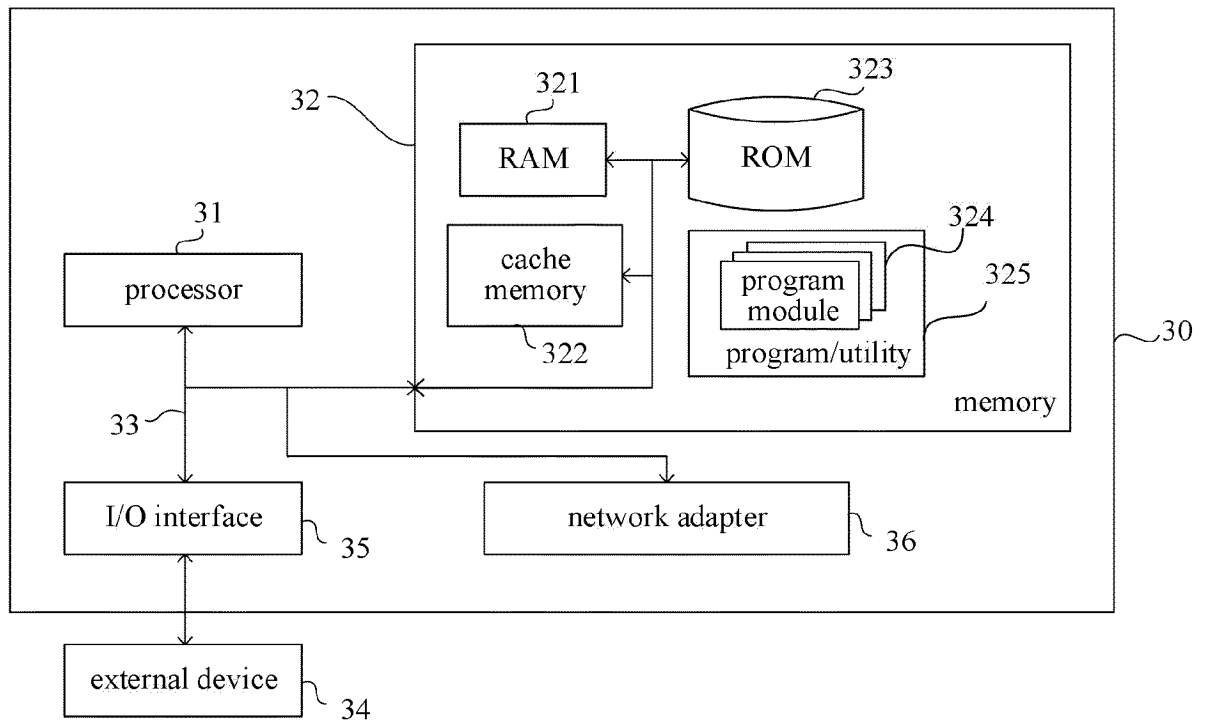 323
321
32
RAM
ROM
31
324
cache
memory
program
module
325
processor
322
program/utility
30
memory
33
I/O interface
network adapter
35
36
external device
34